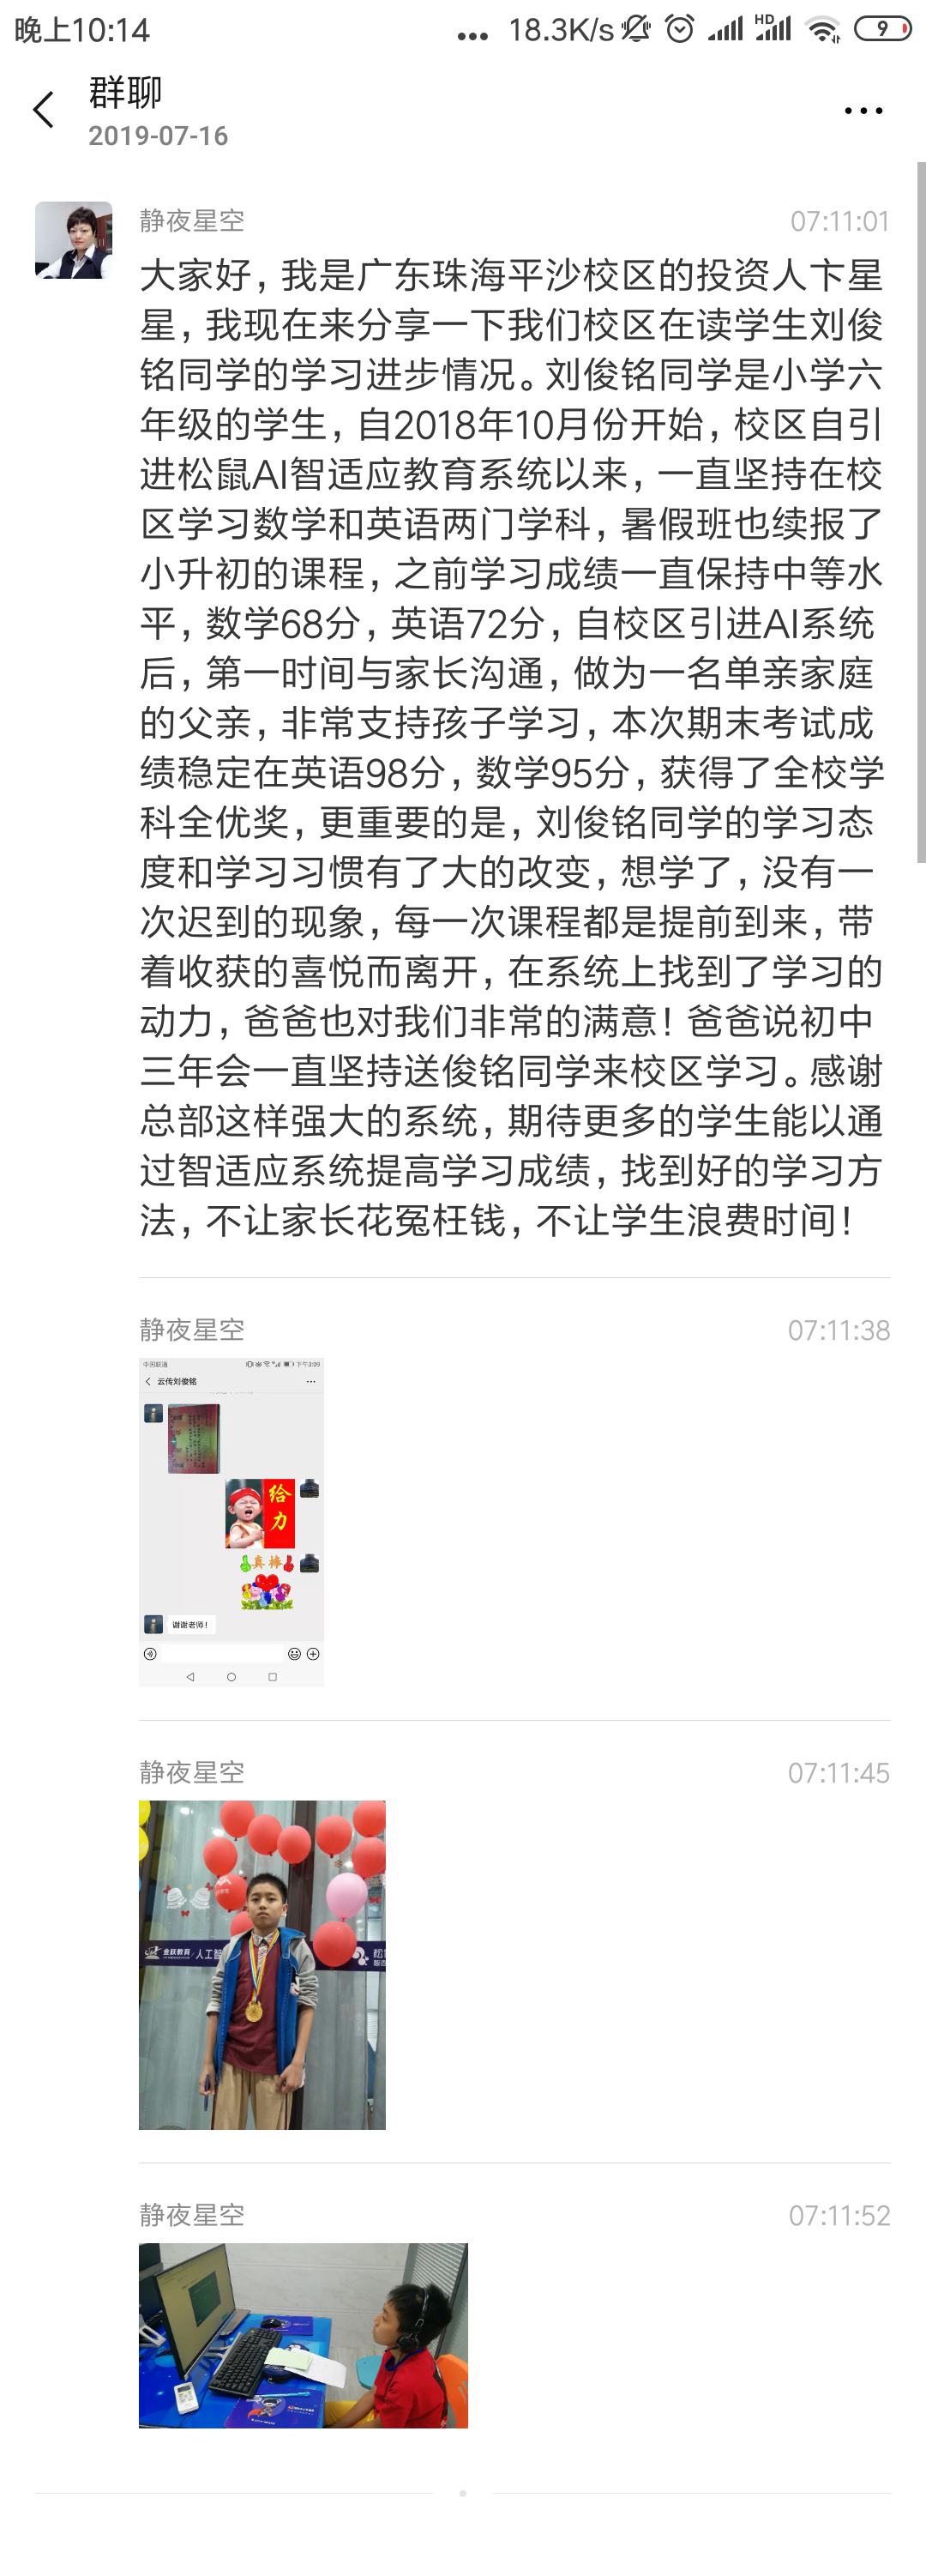 晚上10:14
... 18.3K/s HD 9
群聊
2019-07-16
静夜星空 07:11:01
大家好，我是广东珠海平沙校区的投资人卞星
星，我现在来分享一下我们校区在读学生刘俊
铭同学的学习进步情况。刘俊铭同学是小学六
年级的学生，自2018年10月份开始，校区自引
进松鼠AI智适应教育系统以来，一直坚持在校
区学习数学和英语两门学科，暑假班也续报了
小升初的课程，之前学习成绩一直保持中等水
平，数学68分，英语72分，自校区引进AI系统
后，第一时间与家长沟通，做为一名单亲家庭
的父亲，非常支持孩子学习，本次期末考试成
绩稳定在英语98分，数学95分，获得了全校学
科全优奖，更重要的是，刘俊铭同学的学习态
度和学习习惯有了大的改变，想学了，没有一
次迟到的现象，每一次课程都是提前到来，带
着收获的喜悦而离开，在系统上找到了学习的
动力，爸爸也对我们非常的满意！爸爸说初中
三年会一直坚持送俊铭同学来校区学习。感谢
总部这样强大的系统，期待更多的学生能以通
过智适应系统提高学习成绩，找到好的学习方
法，不让家长花冤枉钱，不让学生浪费时间！
静夜星空 07:11:38
中国联通 下午3:09
云传刘俊铭
给
力
真棒
谢谢老师！
静夜星空 07:11:45
金跃教育 人工智
松
静夜星空 07:11:52